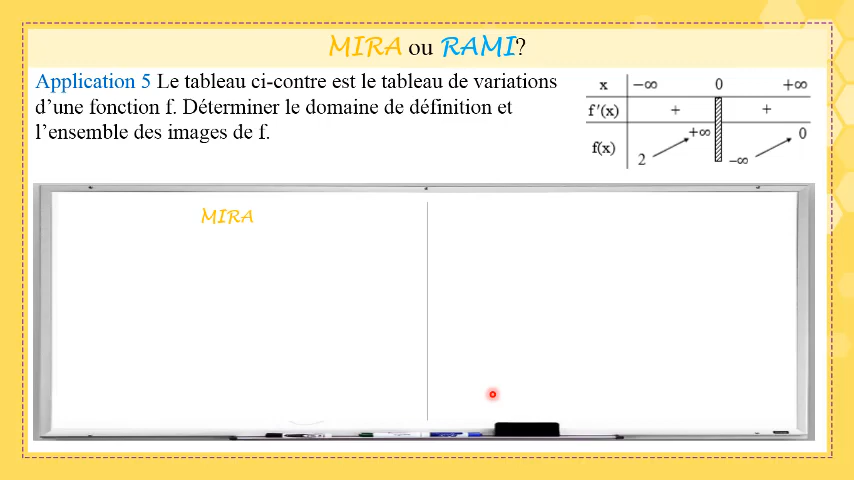 MIRA ou RAMI?
Application 5 Le tableau ci-contre est le tableau de variations
d’une fonction f. Déterminer le domaine de définition et
l’ensemble des images de f.
x −∞ 0 +∞
f′(x) + +
f(x) 2 +∞ −∞ 0
MIRA